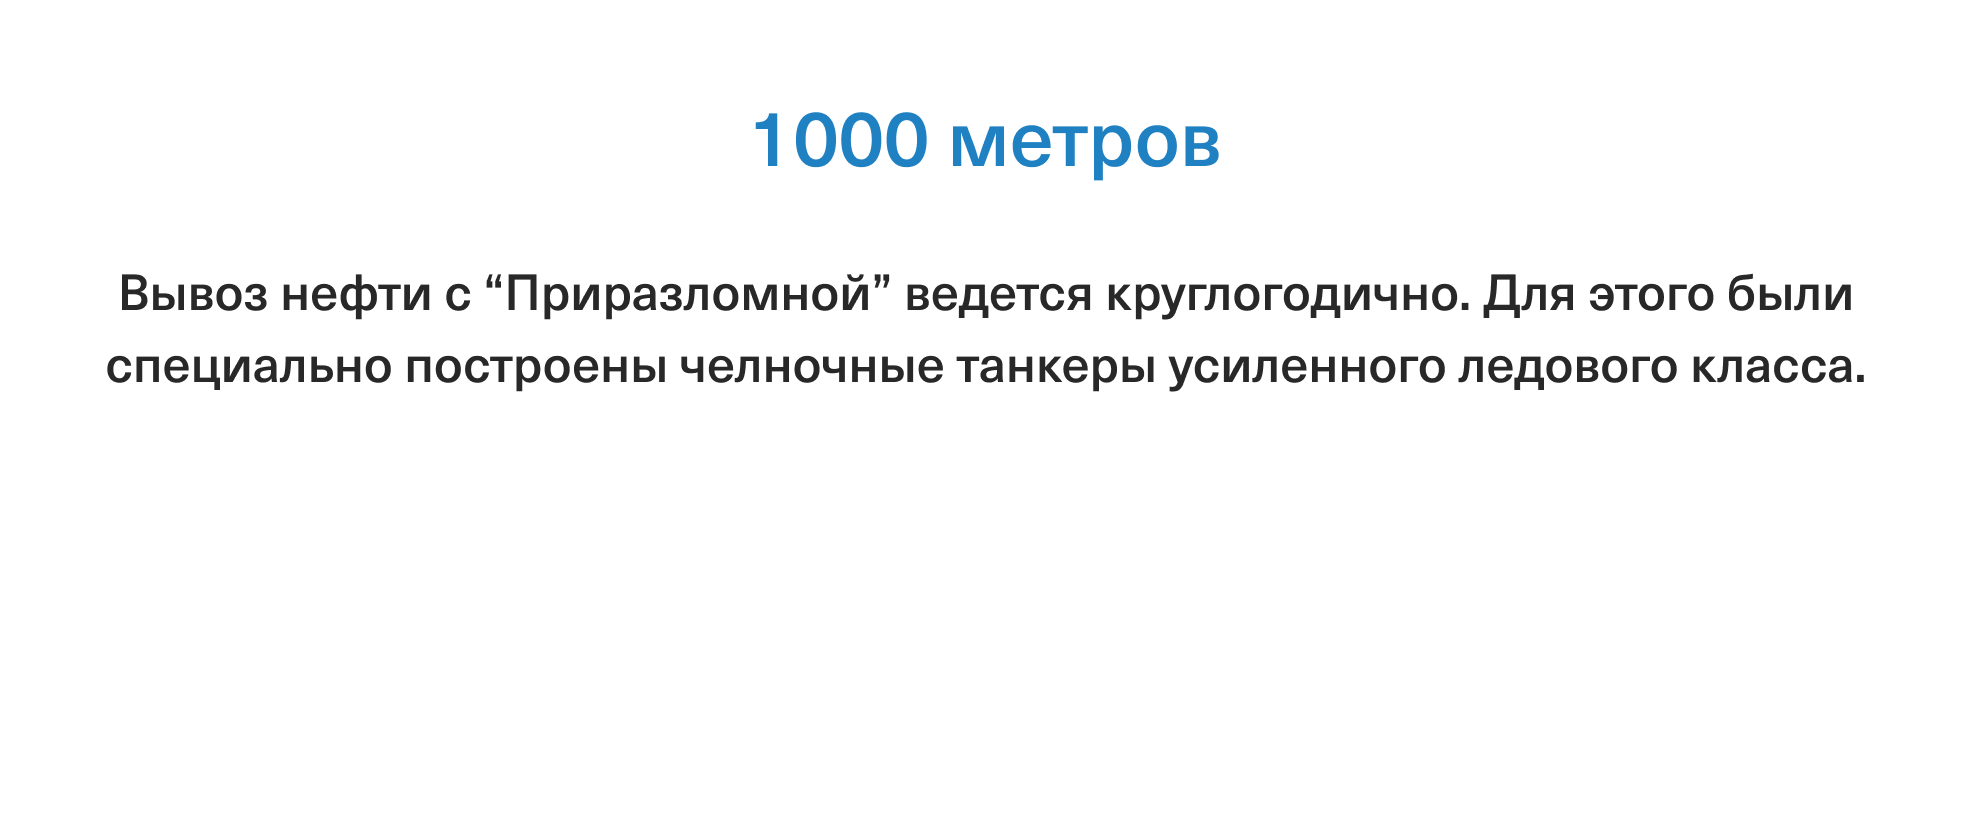 1000 метров
Вывоз нефти с “Приразломной” ведется круглогодично. Для этого были
специально построены челночные танкеры усиленного ледового класса.